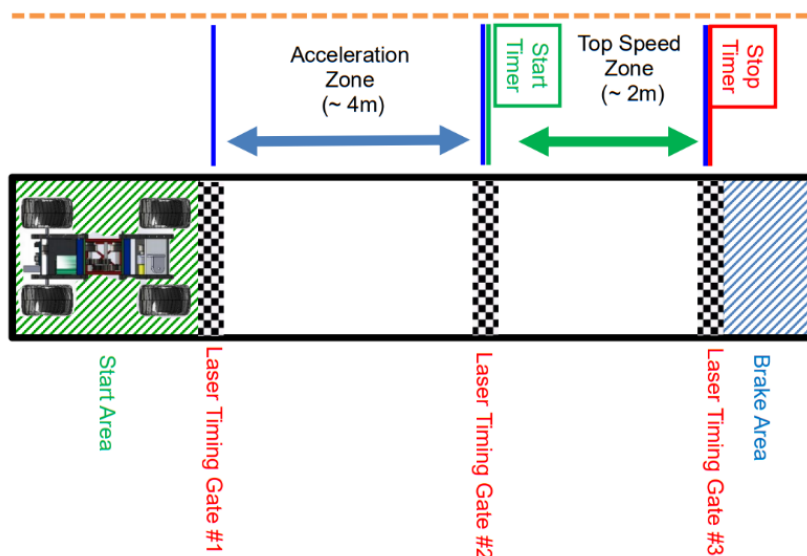 Acceleration
Zone
(~ 4m)
Start
Timer
Top Speed
Zone
(~ 2m)
Stop
Timer
Start Area
Laser Timing Gate #1
Laser Timing Gate #2
Laser Timing Gate #3
Brake Area